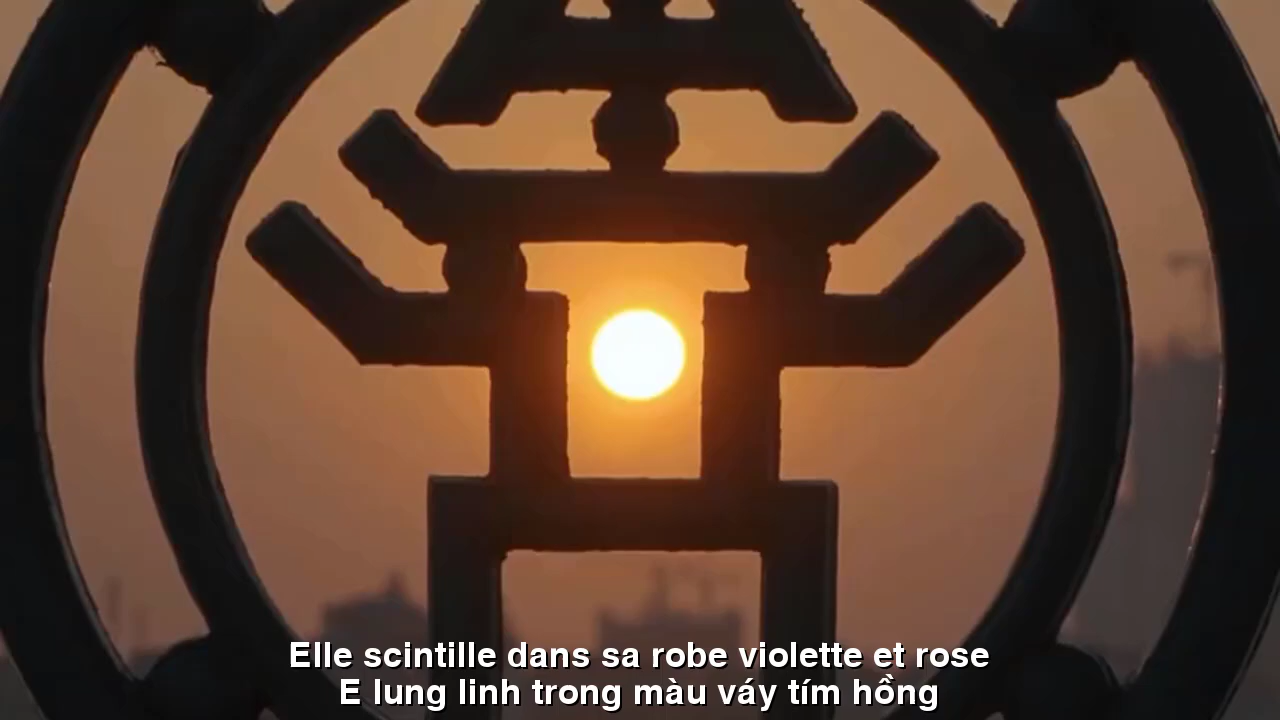 Elle scintille dans sa robe violette et rose
E lung linh trong màu váy tím hồng